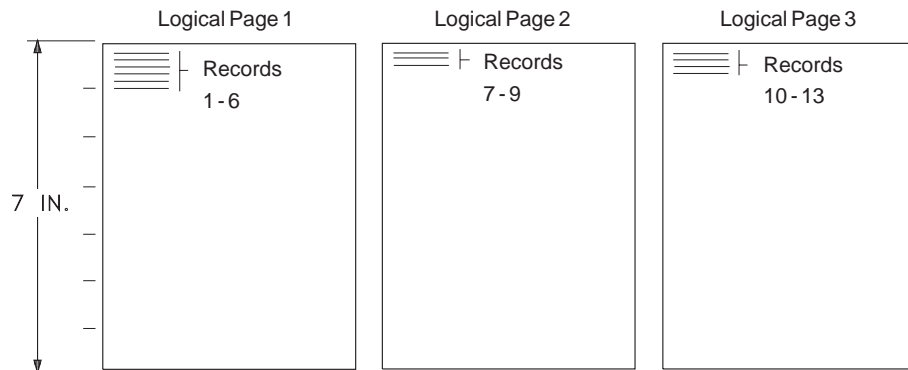 Logical Page 1
Logical Page 2
Logical Page 3
Records
1-6
Records
7-9
Records
10-13
7 IN.